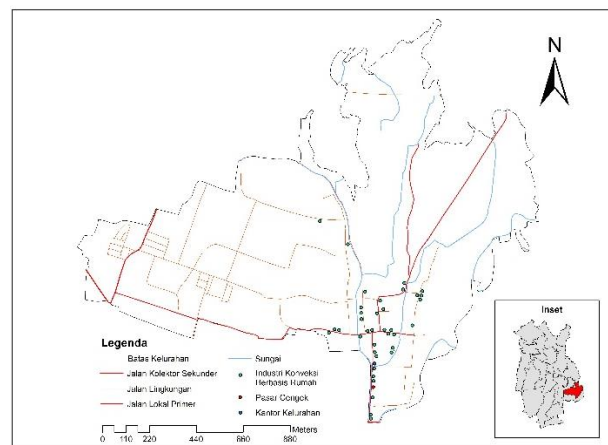 N
Legenda
Batas Kelurahan
Jalan Kolektor Sekunder
Jalan Lingkungan
Jalan Lokal Primer
Sungai
Industri Konveksi
Berbasis Rumah
Pasar Congok
Kantor Kelurahan
Meters
0 110 220 440 660 880
Inset